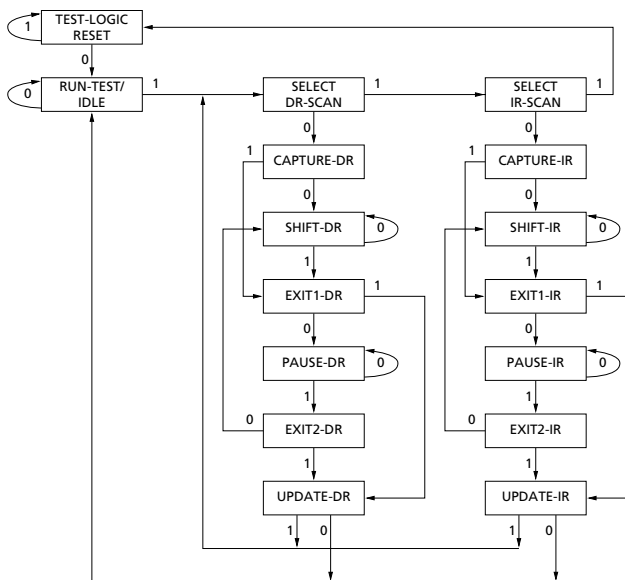 TEST-LOGIC
RESET
1
0
RUN-TEST/
IDLE
0
1
SELECT
DR-SCAN
1
SELECT
IR-SCAN
1
0
0
1
CAPTURE-DR
1
CAPTURE-IR
0
0
SHIFT-DR
0
SHIFT-IR
0
1
1
EXIT1-DR
1
EXIT1-IR
1
0
0
PAUSE-DR
0
PAUSE-IR
0
1
1
0
EXIT2-DR
0
EXIT2-IR
1
1
UPDATE-DR
UPDATE-IR
1
0
1
0